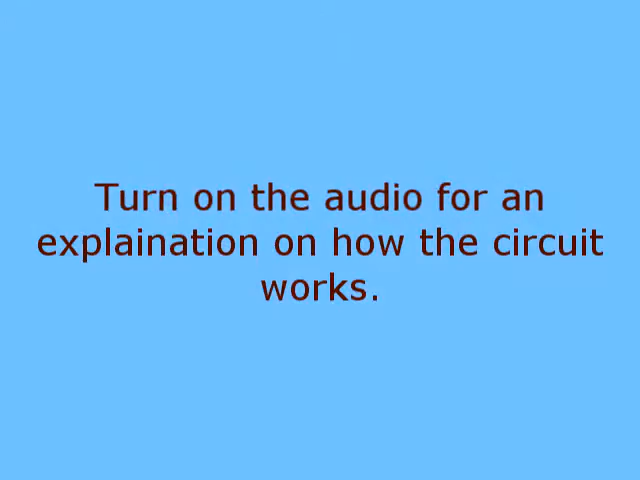 Turn on the audio for an
explaination on how the circuit
works.